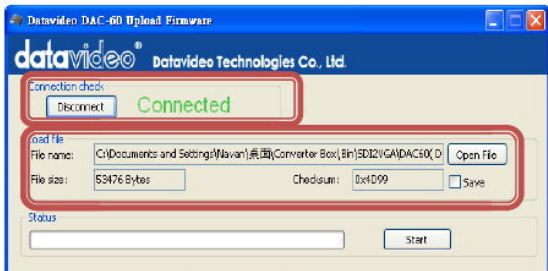 Datavideo DAC-60 Upload Firmware
datavideo® Datavideo Technologies Co., Ltd.
Connection check
Disconnect Connected
Load file
File name: C:\Documents and Settings\Navan\桌面\Converter Box\Bin\SDI2VGA\DAC60( D Open File
File size: 53476 Bytes Checksum: 0x4D99 Save
Status
Start